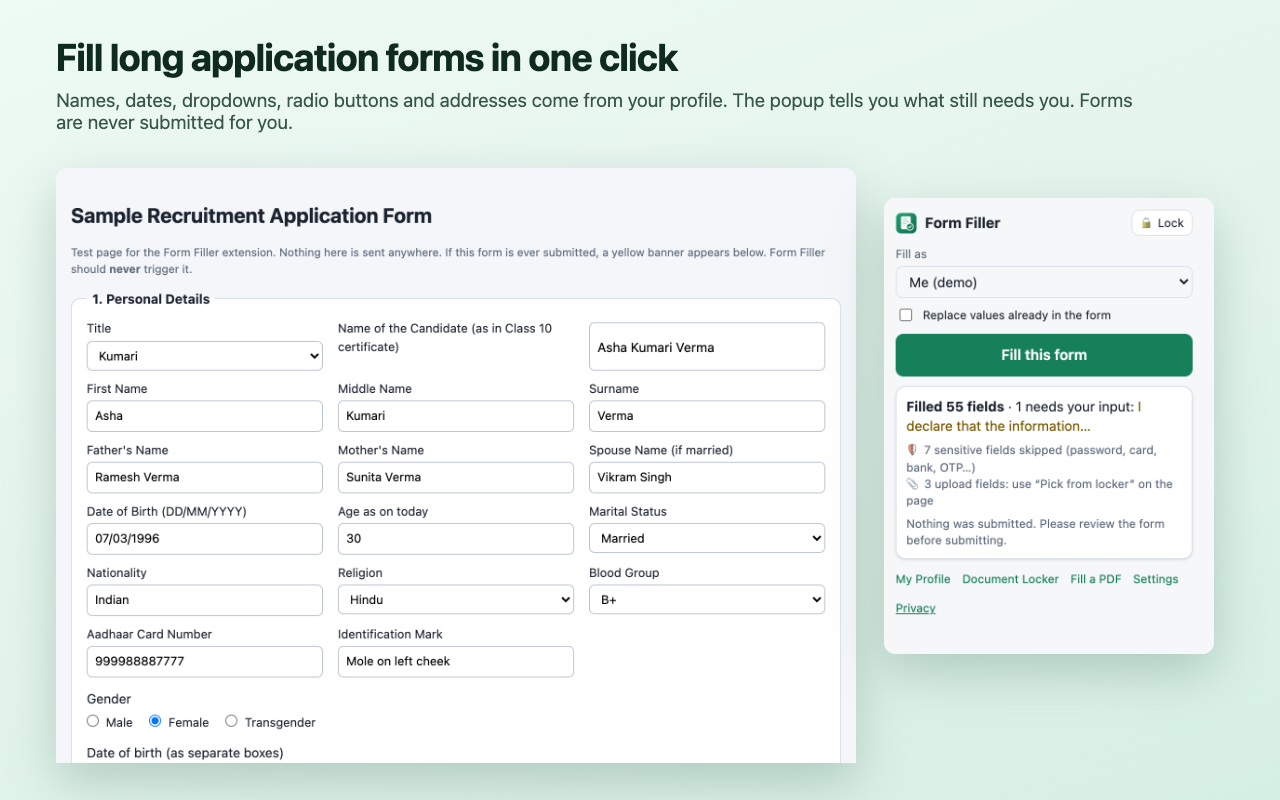 Fill long application forms in one click
Names, dates, dropdowns, radio buttons and addresses come from your profile. The popup tells you what still needs you. Forms
are never submitted for you.
Sample Recruitment Application Form
Test page for the Form Filler extension. Nothing here is sent anywhere. If this form is ever submitted, a yellow banner appears below. Form Filler
should never trigger it.
1. Personal Details
Title
Kumari
Name of the Candidate (as in Class 10
certificate)
Asha Kumari Verma
First Name
Middle Name
Surname
Asha
Kumari
Verma
Father's Name
Mother's Name
Spouse Name (if married)
Ramesh Verma
Sunita Verma
Vikram Singh
Date of Birth (DD/MM/YYYY)
Age as on today
Marital Status
07/03/1996
30
Married
Nationality
Religion
Blood Group
Indian
Hindu
B+
Aadhaar Card Number
Identification Mark
999988887777
Mole on left cheek
Gender
Male
Female
Transgender
Date of birth (as separate boxes)
Form Filler
Lock
Fill as
Me (demo)
Replace values already in the form
Fill this form
Filled 55 fields · 1 needs your input: I
declare that the information…
7 sensitive fields skipped (password, card,
bank, OTP…)
3 upload fields: use “Pick from locker” on the
page
Nothing was submitted. Please review the form
before submitting.
My Profile
Document Locker
Fill a PDF
Settings
Privacy